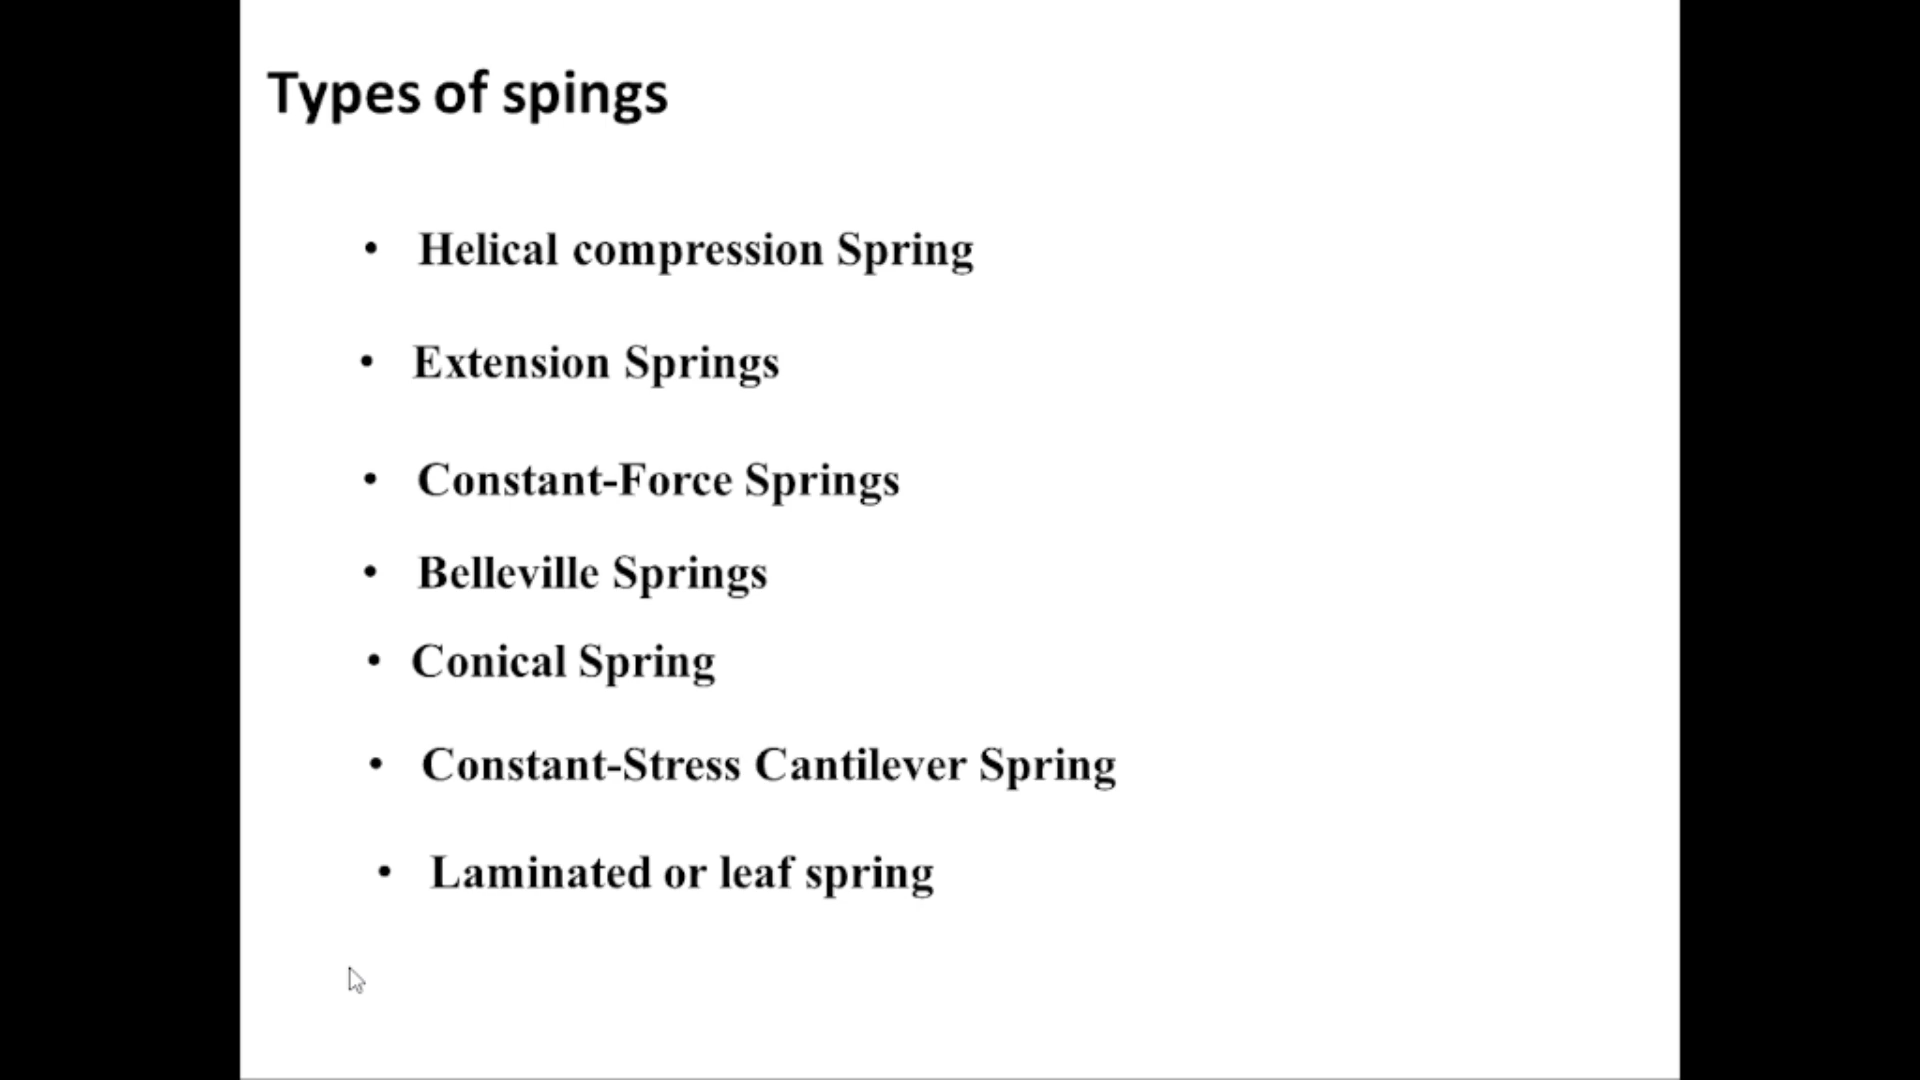 Types of spings
• Helical compression Spring
• Extension Springs
• Constant-Force Springs
• Belleville Springs
• Conical Spring
• Constant-Stress Cantilever Spring
• Laminated or leaf spring